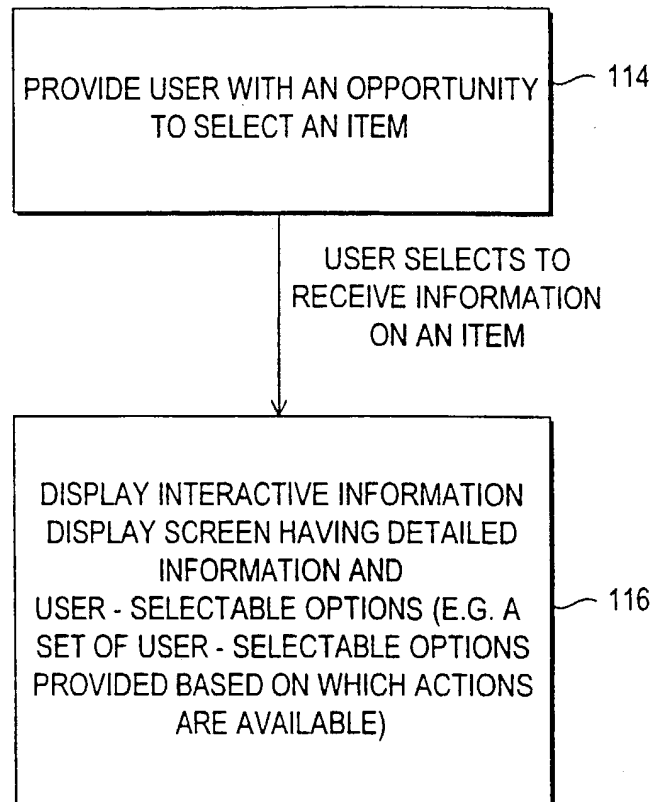 PROVIDE USER WITH AN OPPORTUNITY
TO SELECT AN ITEM
114
USER SELECTS TO
RECEIVE INFORMATION
ON AN ITEM
DISPLAY INTERACTIVE INFORMATION
DISPLAY SCREEN HAVING DETAILED
INFORMATION AND
USER - SELECTABLE OPTIONS (E.G. A
SET OF USER - SELECTABLE OPTIONS
PROVIDED BASED ON WHICH ACTIONS
ARE AVAILABLE)
116